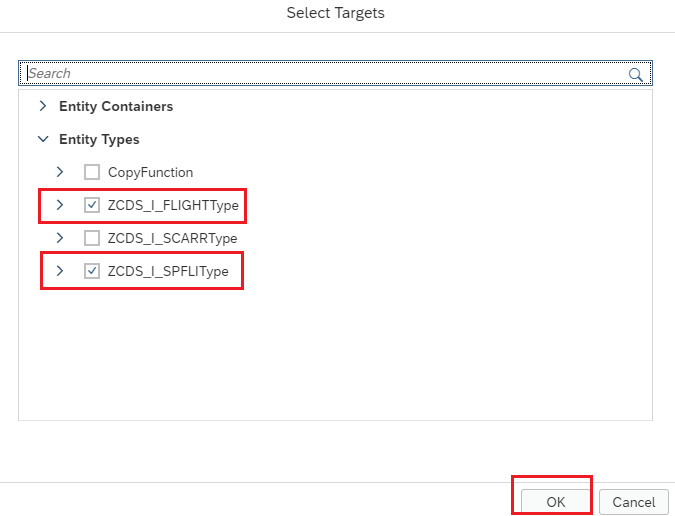 Select Targets
Search
Entity Containers
Entity Types
CopyFunction
ZCDS_I_FLIGHTType
ZCDS_I_SCARRType
ZCDS_I_SPFLIType
OK Cancel